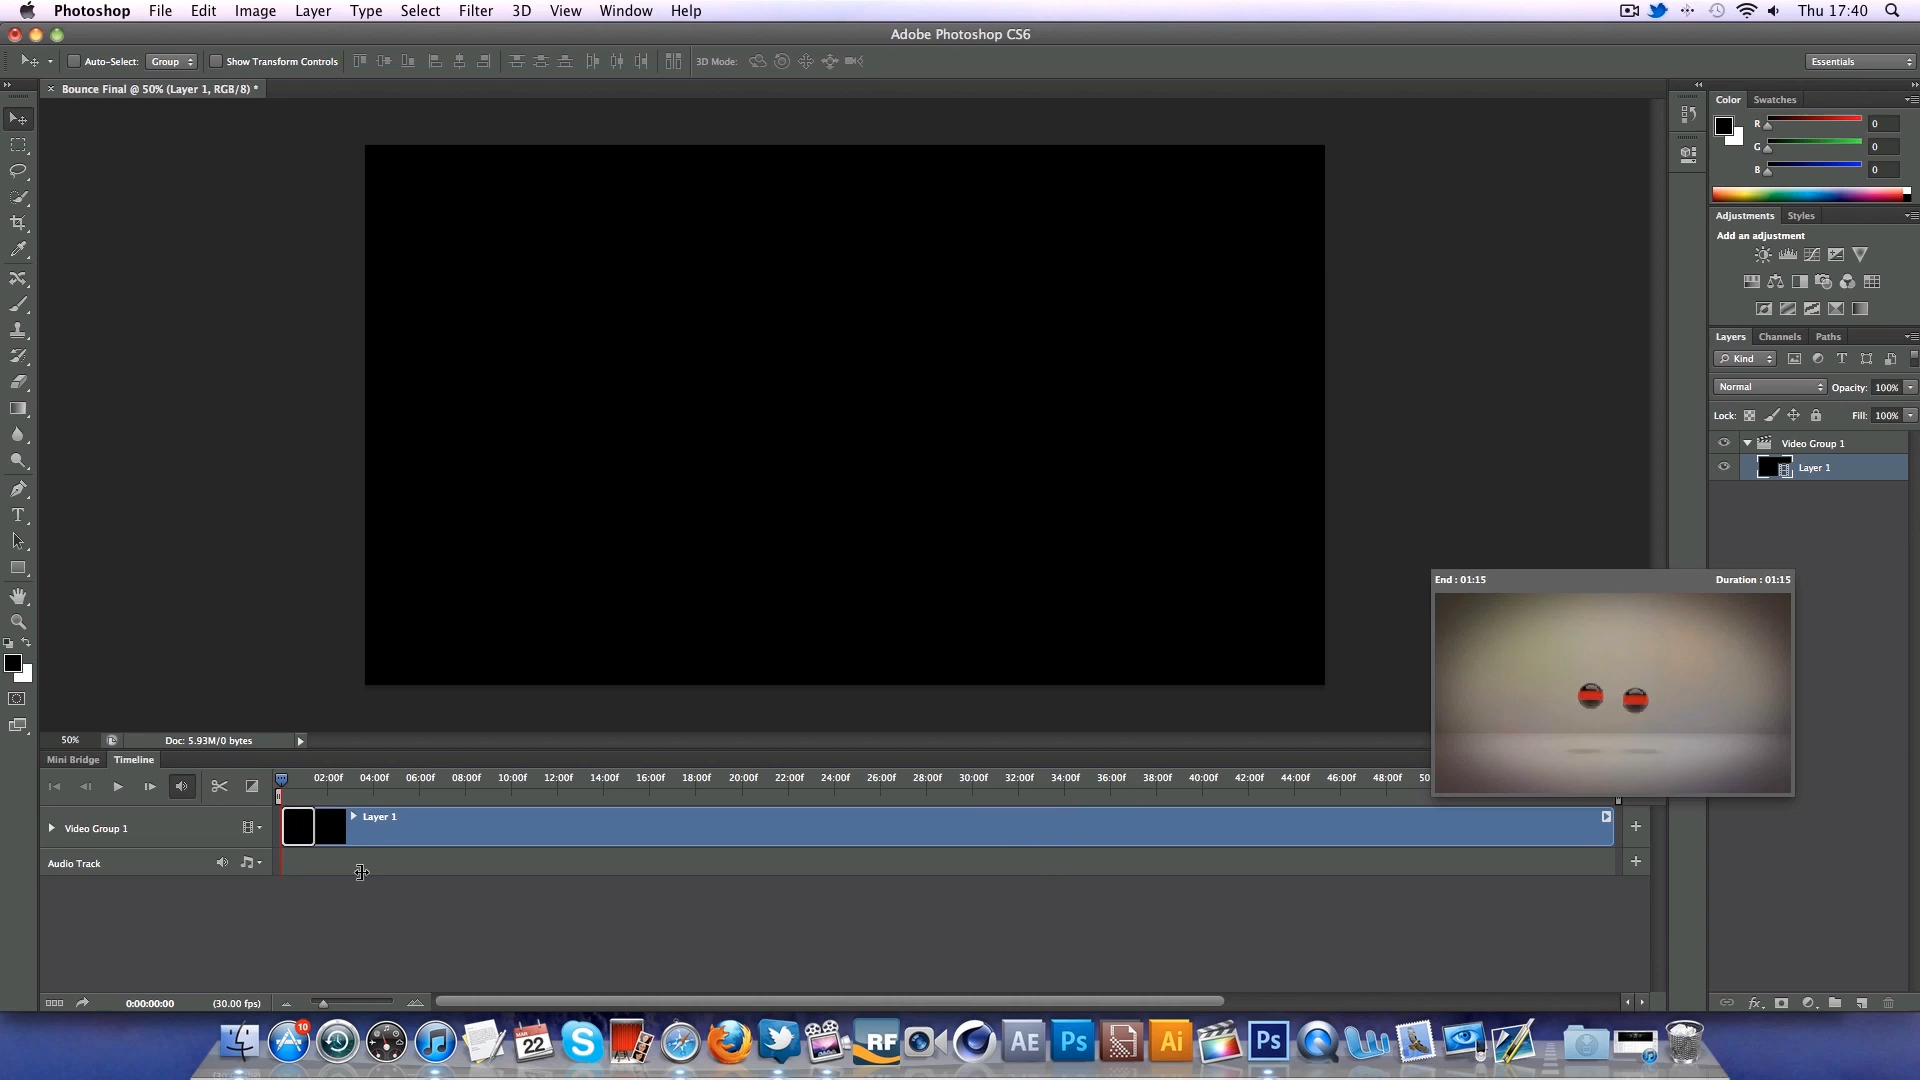 Photoshop File Edit Image Layer Type Select Filter 3D View Window Help Thu 17:40
Adobe Photoshop CS6
Auto-Select: Group Show Transform Controls 3D Mode: Essentials
× Bounce Final @ 50% (Layer 1, RGB/8) *
Color Swatches
R 0
G 0
B 0
Adjustments Styles
Add an adjustment
Layers Channels Paths
Kind T
Normal Opacity: 100%
Lock: Fill: 100%
Video Group 1
Layer 1
T
End : 01:15 Duration : 01:15
50% Doc: 5.93M/0 bytes
Mini Bridge Timeline
02:00f 04:00f 06:00f 08:00f 10:00f 12:00f 14:00f 16:00f 18:00f 20:00f 22:00f 24:00f 26:00f 28:00f 30:00f 32:00f 34:00f 36:00f 38:00f 40:00f 42:00f 44:00f 46:00f 48:00f
Layer 1
Video Group 1
Audio Track
0:00:00:00 (30.00 fps)
fx
10
MAR
22
S
RF
AE Ps Ai Ps